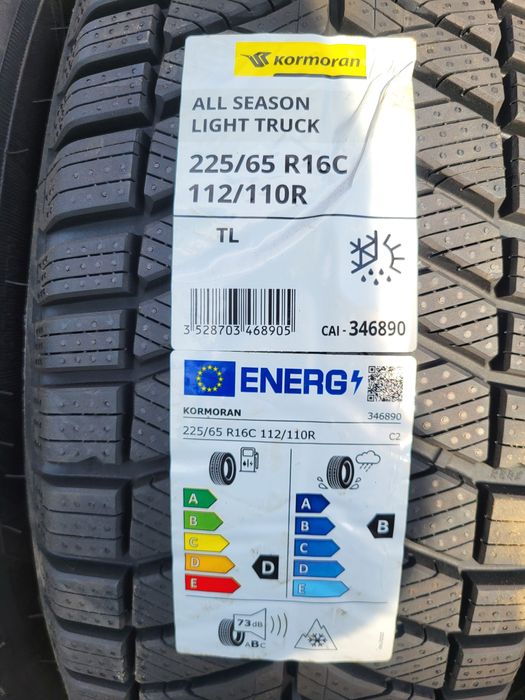 Kormoran
ALL SEASON
LIGHT TRUCK
225/65 R16C
112/110R
TL
3 528703 468905
CAI - 346890
ENERG
KORMORAN 346890
225/65 R16C 112/110R C2
A A
B B B
C C
D D D
E E
73 dB
ABC